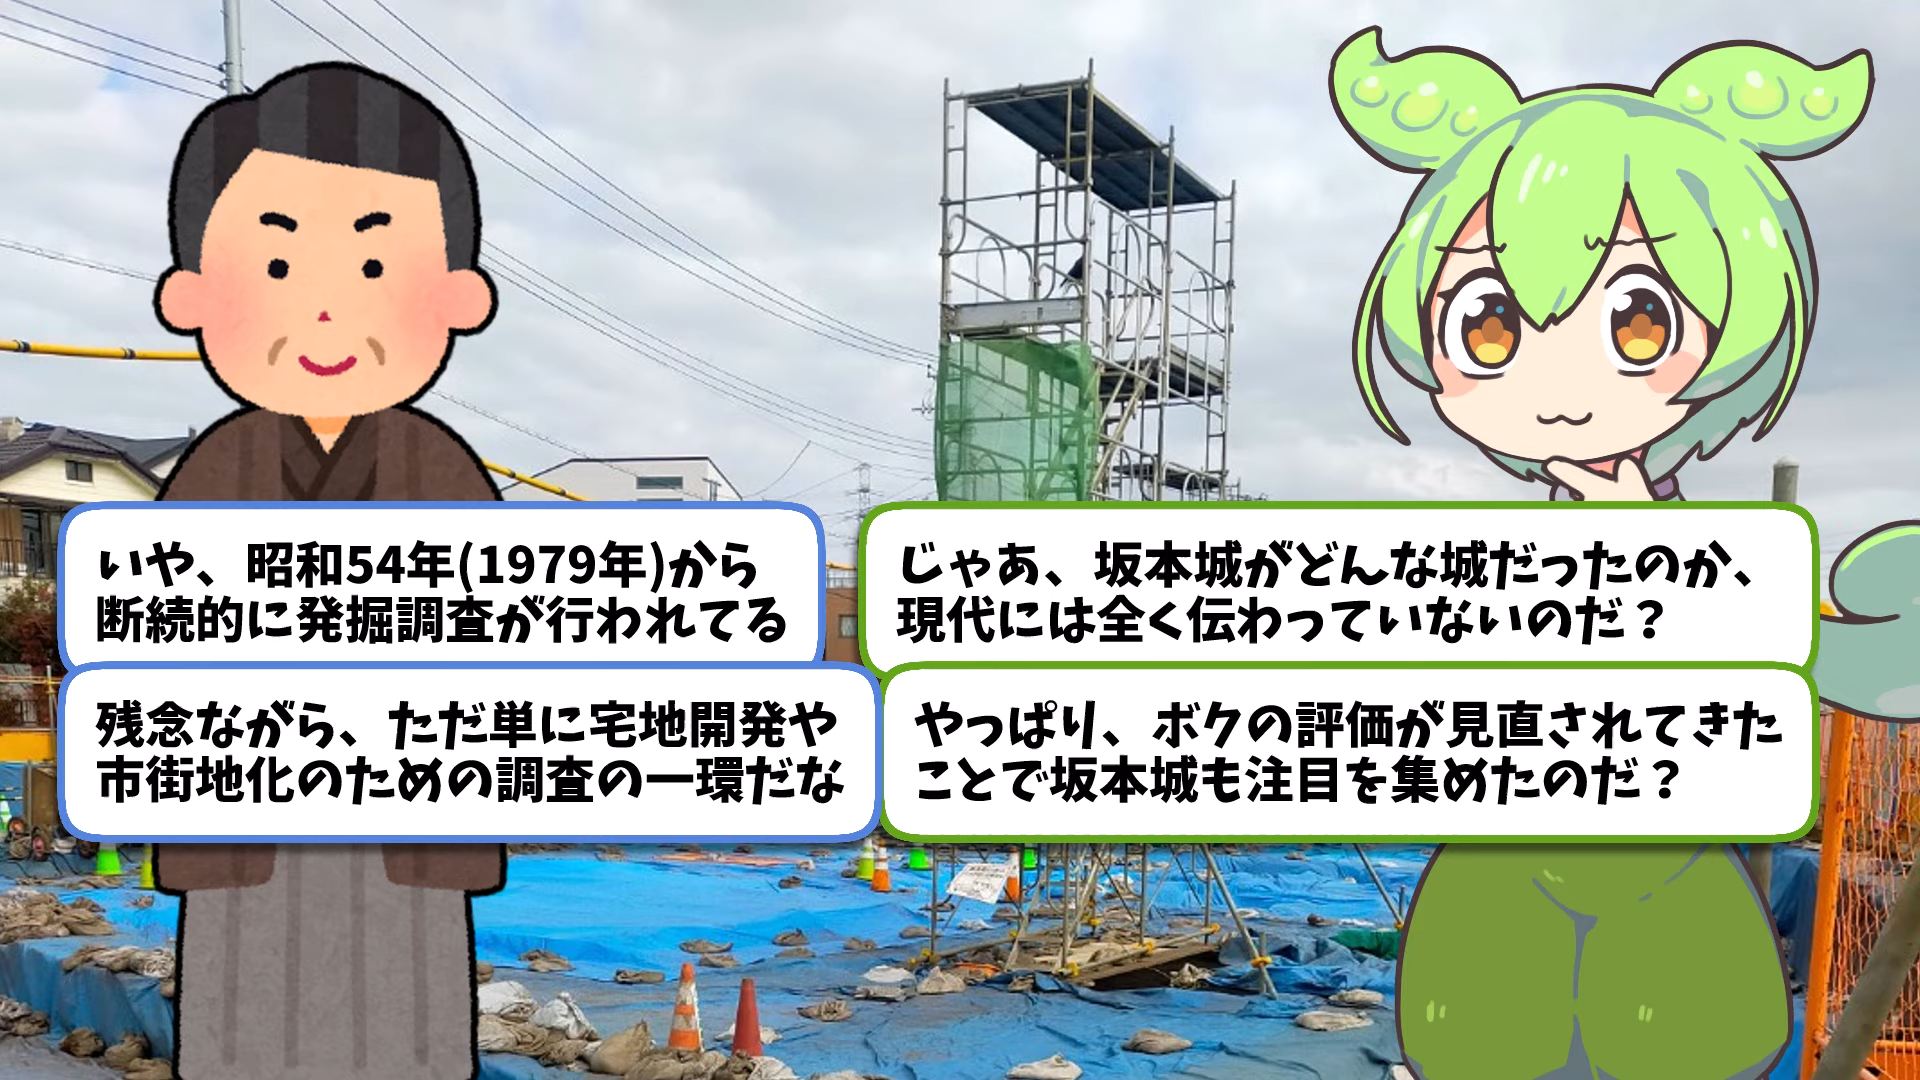 じゃあ、坂本城がどんな城だったのか、
現代には全く伝わっていないのだ？
いや、昭和54年(1979年)から
断続的に発掘調査が行われてる
やっぱり、ボクの評価が見直されてきた
ことで坂本城も注目を集めたのだ？
残念ながら、ただ単に宅地開発や
市街地化のための調査の一環だな